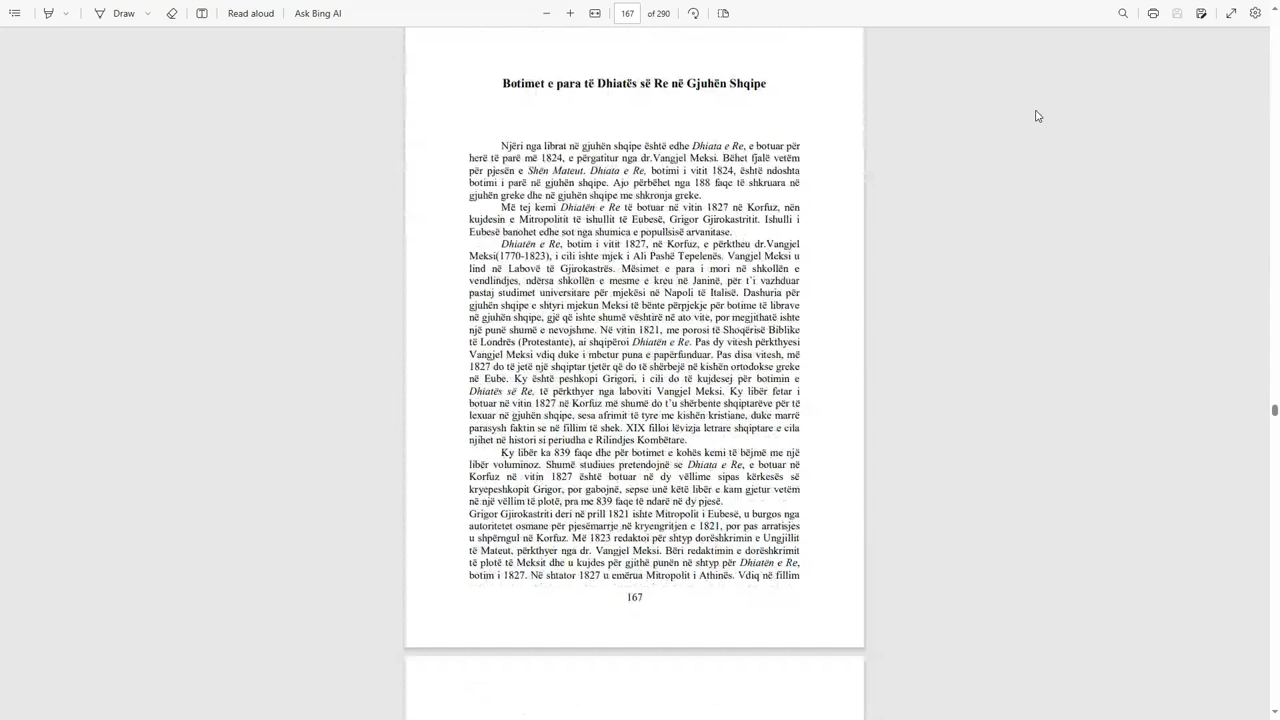 Draw
Read aloud
Ask Bing AI
167 of 290
Botimet e para të Dhiatës së Re në Gjuhën Shqipe
Njëri nga librat në gjuhën shqipe është edhe Dhiata e Re, e botuar për
herë të parë më 1824, e përgatitur nga dr.Vangjel Meksi. Bëhet fjalë vetëm
për pjesën e Shën Mateut. Dhiata e Re, botimi i vitit 1824, është ndoshta
botimi i parë në gjuhën shqipe. Ajo përbëhet nga 188 faqe të shkruara në
gjuhën greke dhe në gjuhën shqipe me shkronja greke.
Më tej kemi Dhiatën e Re të botuar në vitin 1827 në Korfuz, nën
kujdesin e Mitropolitit të ishullit të Eubesë, Grigor Gjirokastritit. Ishulli i
Eubesë banohet edhe sot nga shumica e popullsisë arvanitase.
Dhiatën e Re, botim i vitit 1827, në Korfuz, e përktheu dr.Vangjel
Meksi(1770-1823), i cili ishte mjek i Ali Pashë Tepelenës. Vangjel Meksi u
lind në Labovë të Gjirokastrës. Mësimet e para i mori në shkollën e
vendlindjes, ndërsa shkollën e mesme e kreu në Janinë, për t'i vazhduar
pastaj studimet universitare për mjekësi në Napoli të Italisë. Dashuria për
gjuhën shqipe e shtyri mjekun Meksi të bënte përpjekje për botime të librave
në gjuhën shqipe, gjë që ishte shumë vështirë në ato vite, por megjithatë ishte
një punë shumë e nevojshme. Në vitin 1821, me porosi të Shoqërisë Biblike
të Londrës (Protestante), ai shqipëroi Dhiatën e Re. Pas dy vitesh përkthyesi
Vangjel Meksi vdiq duke i mbetur puna e papërfunduar. Pas disa vitesh, më
1827 do të jetë një shqiptar tjetër që do të shërbejë në kishën ortodokse greke
në Eube. Ky është peshkopi Grigori, i cili do të kujdesej për botimin e
Dhiatës së Re, të përkthyer nga laboviti Vangjel Meksi. Ky libër fetar i
botuar në vitin 1827 në Korfuz më shumë do t'u shërbente shqiptarëve për të
lexuar në gjuhën shqipe, sesa afrimit të tyre me kishën kristiane, duke marrë
parasysh faktin se në fillim të shek. XIX filloi lëvizja letrare shqiptare e cila
njihet në histori si periudha e Rilindjes Kombëtare.
Ky libër ka 839 faqe dhe për botimet e kohës kemi të bëjmë me një
libër voluminoz. Shumë studiues pretendojnë se Dhiata e Re, e botuar në
Korfuz në vitin 1827 është botuar në dy vëllime sipas kërkesës së
kryepeshkopit Grigor, por gabojnë, sepse unë këtë libër e kam gjetur vetëm
në një vëllim të plotë, pra me 839 faqe të ndarë në dy pjesë.
Grigor Gjirokastriti deri në prill 1821 ishte Mitropolit i Eubesë, u burgos nga
autoritetet osmane për pjesëmarrje në kryengritjen e 1821, por pas arratisjes
u shpërngul në Korfuz. Më 1823 redaktoi për shtyp dorëshkrimin e Ungjillit
të Mateut, përkthyer nga dr. Vangjel Meksi. Bëri redaktimin e dorëshkrimit
të plotë të Meksit dhe u kujdes për gjithë punën në shtyp për Dhiatën e Re,
botim i 1827. Në shtator 1827 u emërua Mitropolit i Athinës. Vdiq në fillim
167